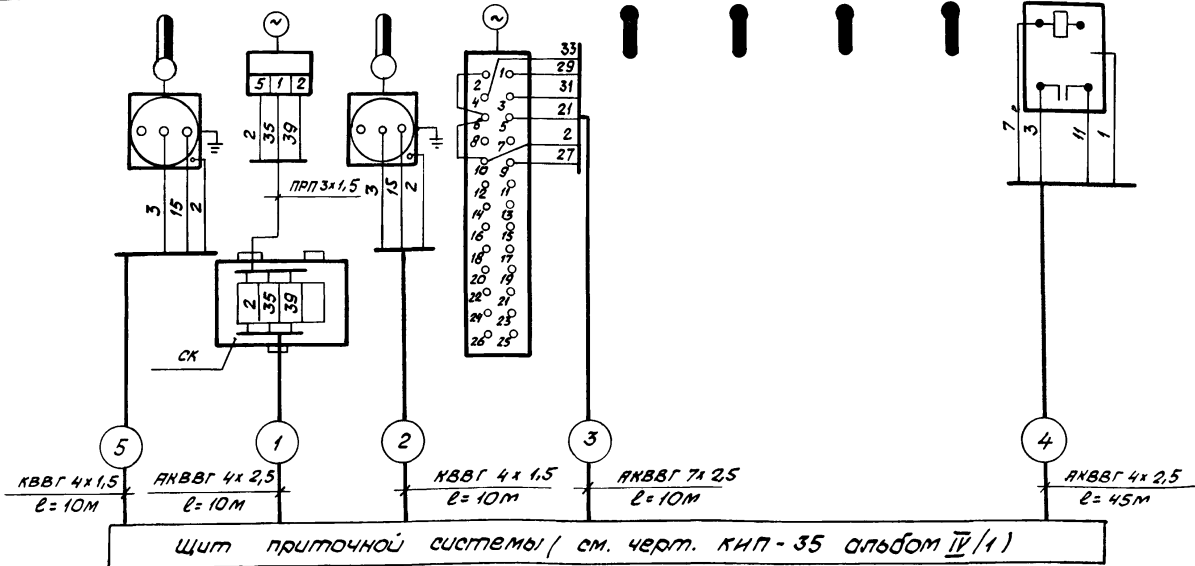 ~
~
5 1 2
2 35 39
33
29
31
21
2
27
2 1
4 3
6 5
8 7
10 9
12 11
14 13
16 15
18 17
20 19
22 21
24 23
26 25
7 3 11 1
3 15 2
ПРП 3х1,5
3 15 2
2 35 39
СК
5 1 2 3 4
КВВГ 4х1,5
l=10м
АКВВГ 4х2,5
l=10м
КВВГ 4х1.5
l=10м
АКВВГ 7х2,5
l=10м
АКВВГ 4х2,5
l=45м
Щит приточной системы ( см. черт. КИП-35 альбом IV/1)